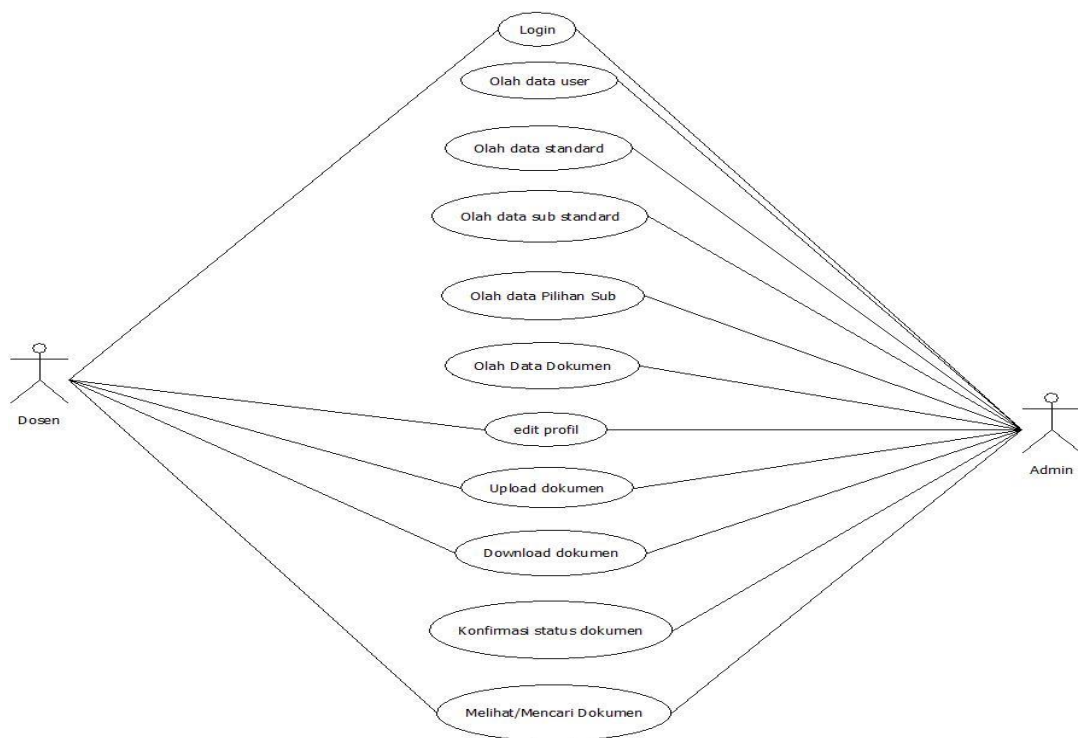 Login
Olah data user
Olah data standard
Olah data sub standard
Olah data Pilihan Sub
Olah Data Dokumen
Dosen
edit profil
Admin
Upload dokumen
Download dokumen
Konfirmasi status dokumen
Melihat/Mencari Dokumen